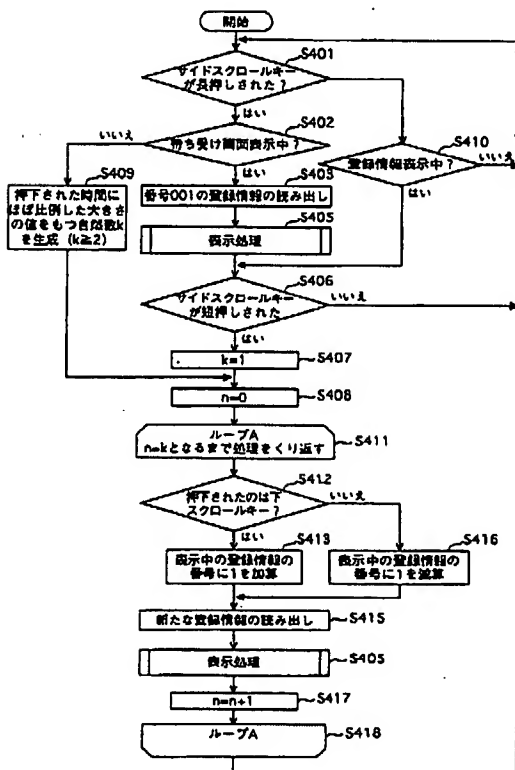 開始
S401
サイドスクロールキー
が長押しされた?
はい
S402
いいえ
待ち受け画面表示中?
はい
S410
登録情報表示中?
いいえ
はい
S409
押下された時間に
ほぼ比例した大きさ
の値をもつ自然数k
を生成 (k≧2)
S403
番号001の登録情報の読み出し
S405
表示処理
S406
サイドスクロールキー
が短押しされた
いいえ
はい
k=1
S407
n=0
S408
ループA
n=kとなるまで処理をくり返す
S411
S412
押下されたのは下
スクロールキー?
いいえ
はい
S413
表示中の登録情報の
番号に1を加算
S416
表示中の登録情報の
番号に1を減算
新たな登録情報の読み出し
S415
表示処理
S405
n=n+1
S417
ループA
S418